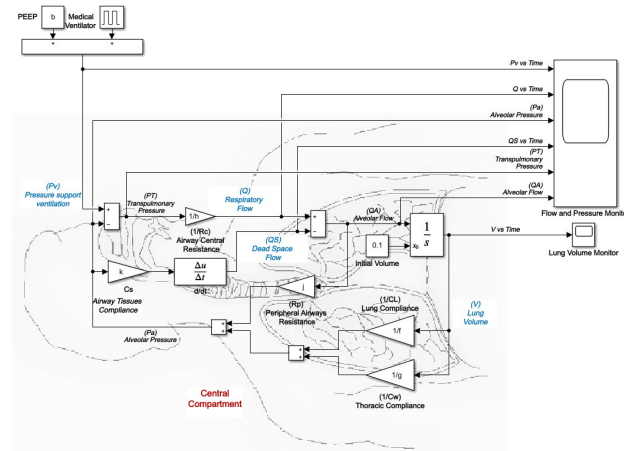 PEEP
b
Medical
Ventilator
+
+
Pv vs Time
Q vs Time
(Pa)
Alveolar Pressure
QS vs Time
(PT)
Transpulmonary
Pressure
(QA)
Alveolar Flow
Flow and Pressure Monit
V vs Time
Lung Volume Monitor
(Pv)
Pressure support
ventilation
+
−
(PT)
Transpulmonary
Pressure
1/h
(1/Rc)
Airway Central
Resistance
(Q)
Respiratory
Flow
(QS)
Dead Space
Flow
+
−
(QA)
Alveolar Flow
0.1
Initial Volume
x₀
1
s
k
Cs
Airway Tissues
Compliance
Δu
Δt
d/dt
j
(Rp)
Peripheral Airways
Resistance
(Pa)
Alveolar Pressure
+
+
+
+
(1/CL)
Lung Compliance
1/f
1/g
(1/Cw)
Thoracic Compliance
(V)
Lung
Volume
Central
Compartment